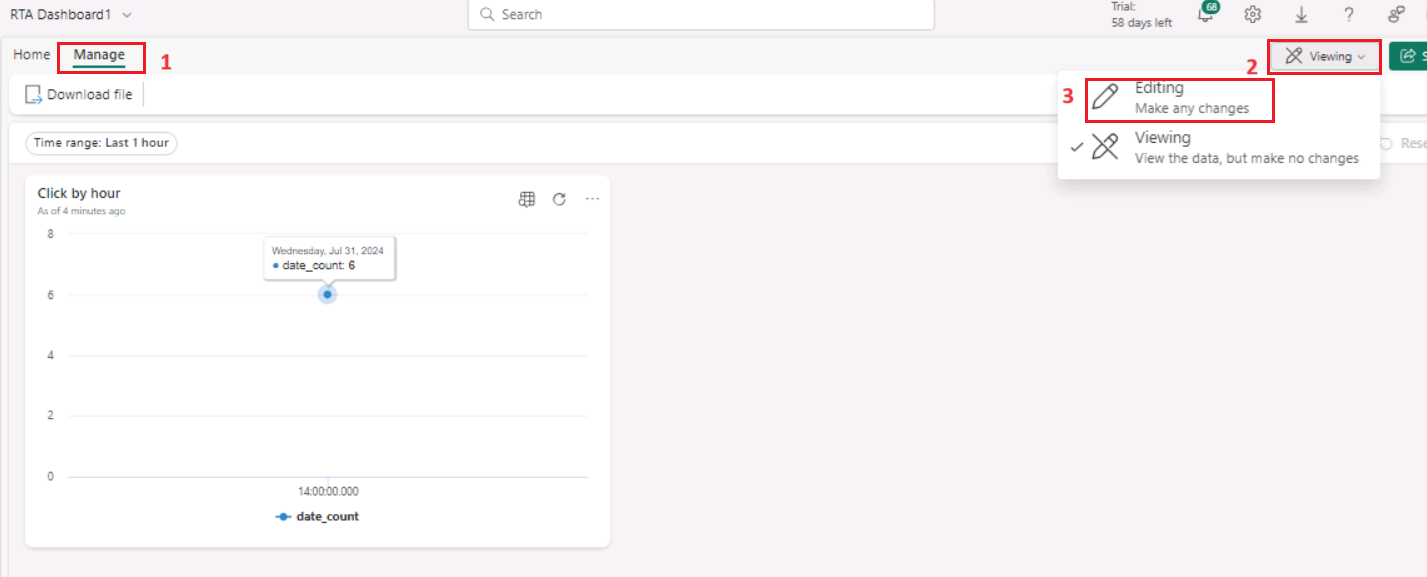 RTA Dashboard1
Search
Trial:
58 days left
68
?
Home
Manage
1
2
Viewing
S
Download file
3
Editing
Make any changes
Viewing
View the data, but make no changes
Time range: Last 1 hour
Rese
Click by hour
As of 4 minutes ago
8
Wednesday, Jul 31, 2024
date_count: 6
6
4
2
0
14:00:00.000
date_count